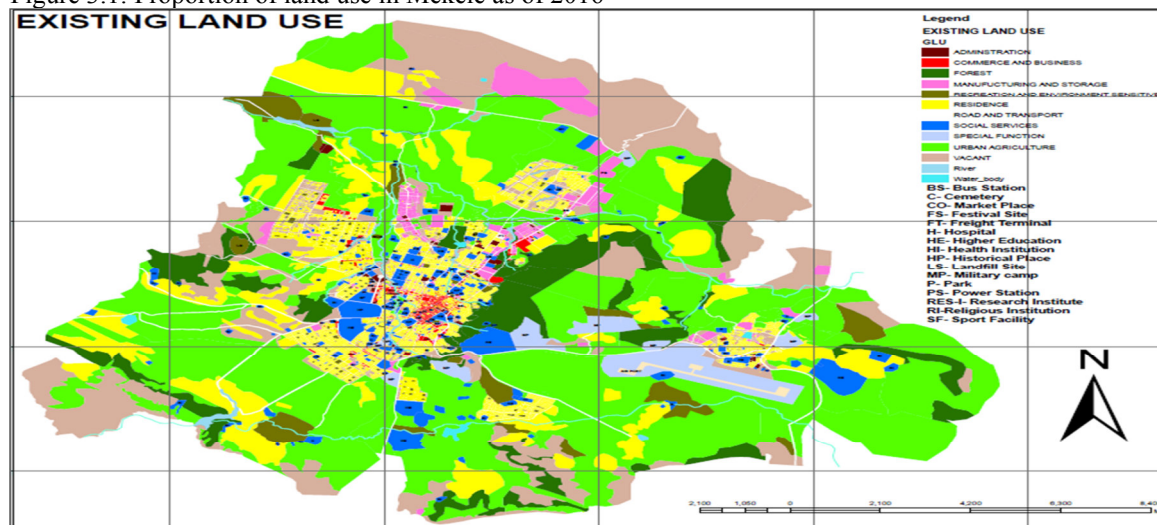 Figure 3.1: Proportion of land use in Mekele as of 2016
EXISTING LAND USE
Legend
EXISTING LAND USE
GLU
ADMINSTRATION
COMMERCE AND BUSINESS
FOREST
MANUFUCTURING AND STORAGE
RECREATION AND ENVIRONMENT SENSITIVE
RESIDENCE
ROAD AND TRANSPORT
SOCIAL SERVICES
SPECIAL FUNCTION
URBAN AGRICULTURE
VACANT
River
Water_body
BS- Bus Station
C- Cemetery
CO- Market Place
FS- Festival Site
FT- Freight Terminal
H- Hospital
HE- Higher Education
HI- Health Institution
HP- Historical Place
LS- Landfill Site
MP- Military camp
P- Park
PS- Power Station
RES-I- Research Institute
RI-Religious Institution
SF- Sport Facility
N
2,100 1,050 0 2,100 4,200 6,300 8,40